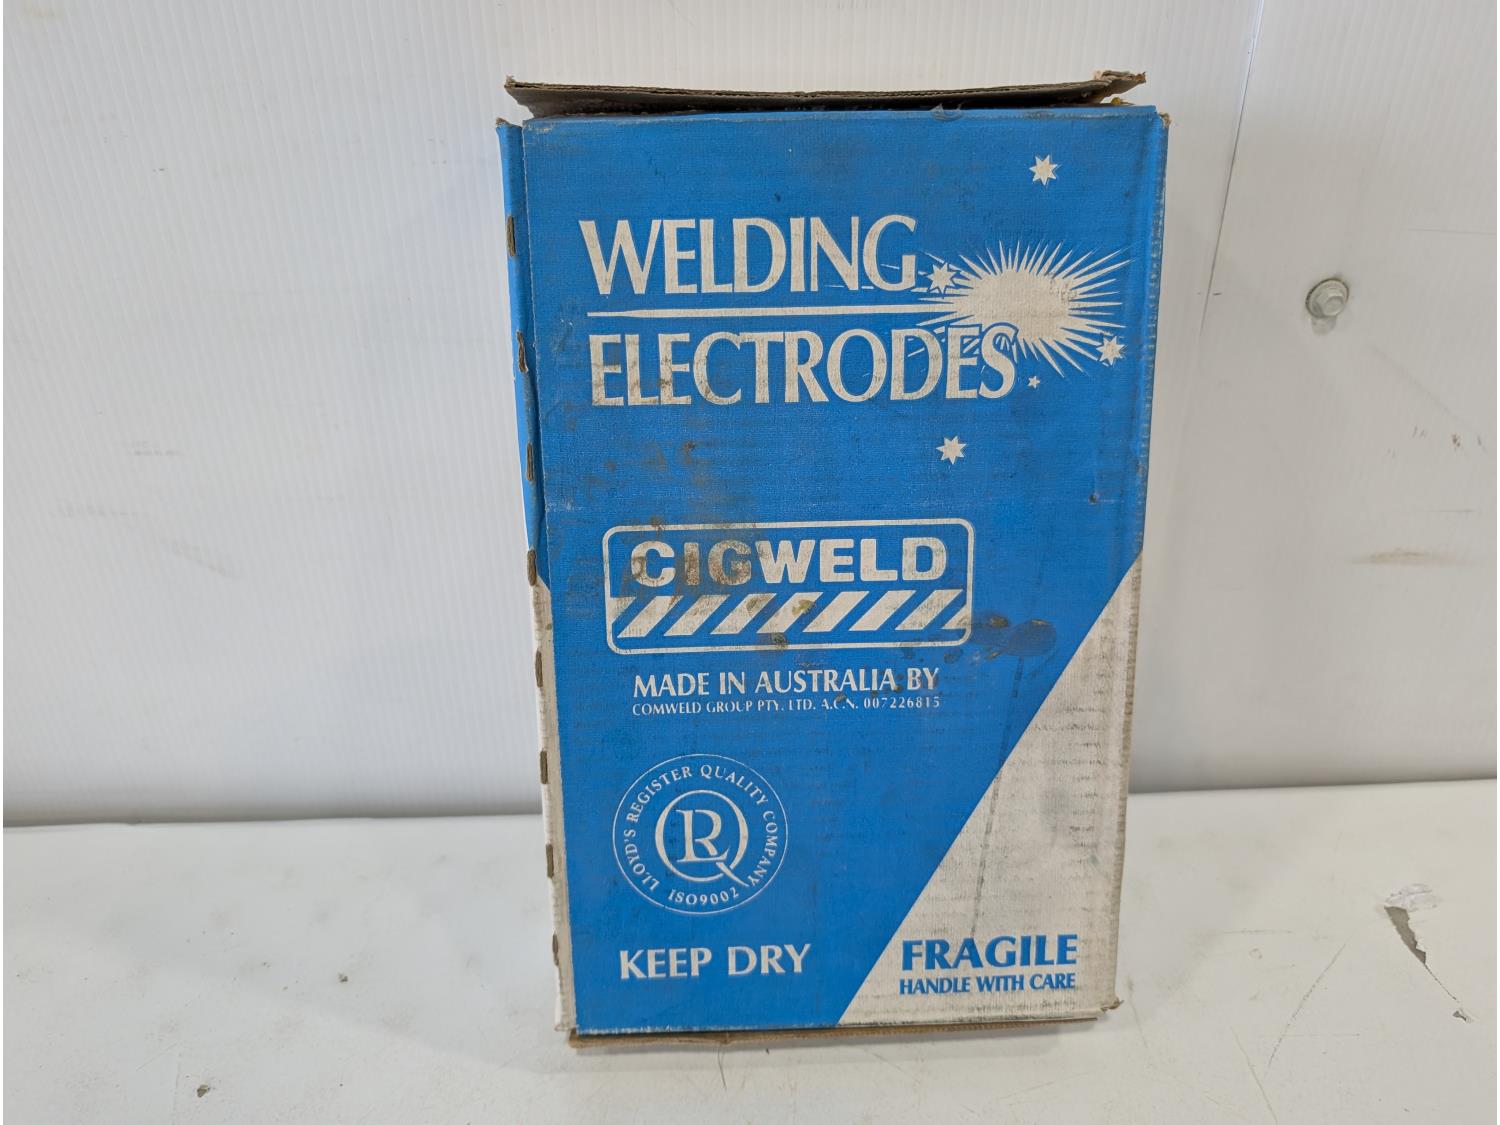 WELDING
ELECTRODES
CIGWELD
MADE IN AUSTRALIA BY
COMWELD GROUP PTY. LTD. A.C.N. 007226815
LLOYD'S REGISTER QUALITY COMPANY
LRQ
ISO9002
KEEP DRY
FRAGILE
HANDLE WITH CARE